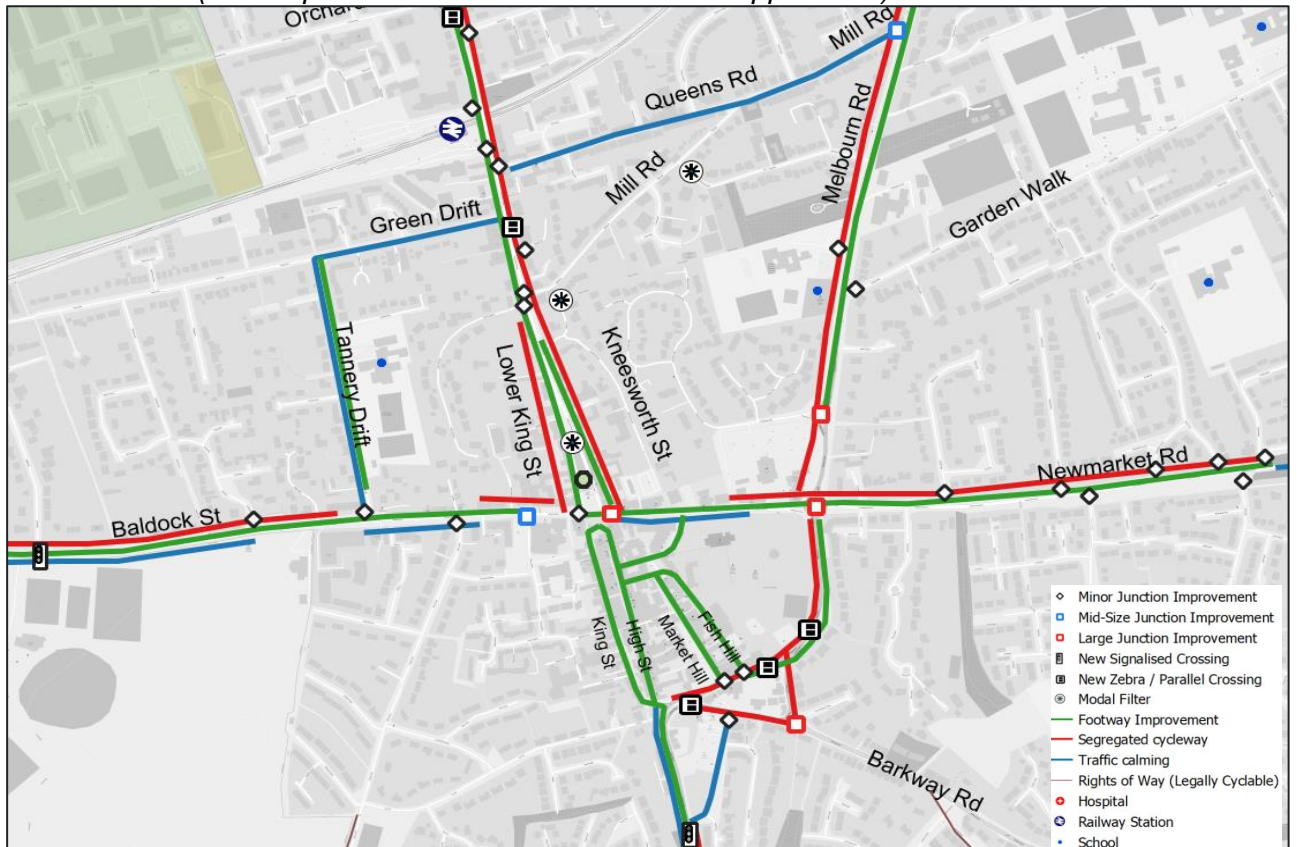 Orchard
Mill Rd
Queens Rd
Melbourn Rd
Mill Rd
Garden Walk
Green Drift
Tannery Drift
Lower King St
Kneesworth St
Newmarket Rd
Baldock St
King St
High St
Market Hill
Fish Hill
Barkway Rd
Minor Junction Improvement
Mid-Size Junction Improvement
Large Junction Improvement
New Signalised Crossing
New Zebra / Parallel Crossing
Modal Filter
Footway Improvement
Segregated cycleway
Traffic calming
Rights of Way (Legally Cyclable)
Hospital
Railway Station
School